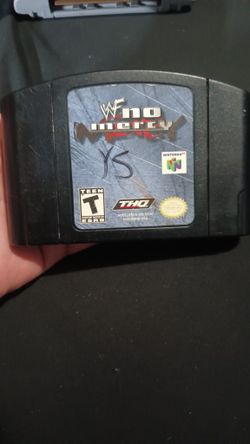 WF no
mercy
YS
NINTENDO 64
TEEN
T
ESRB
THQ